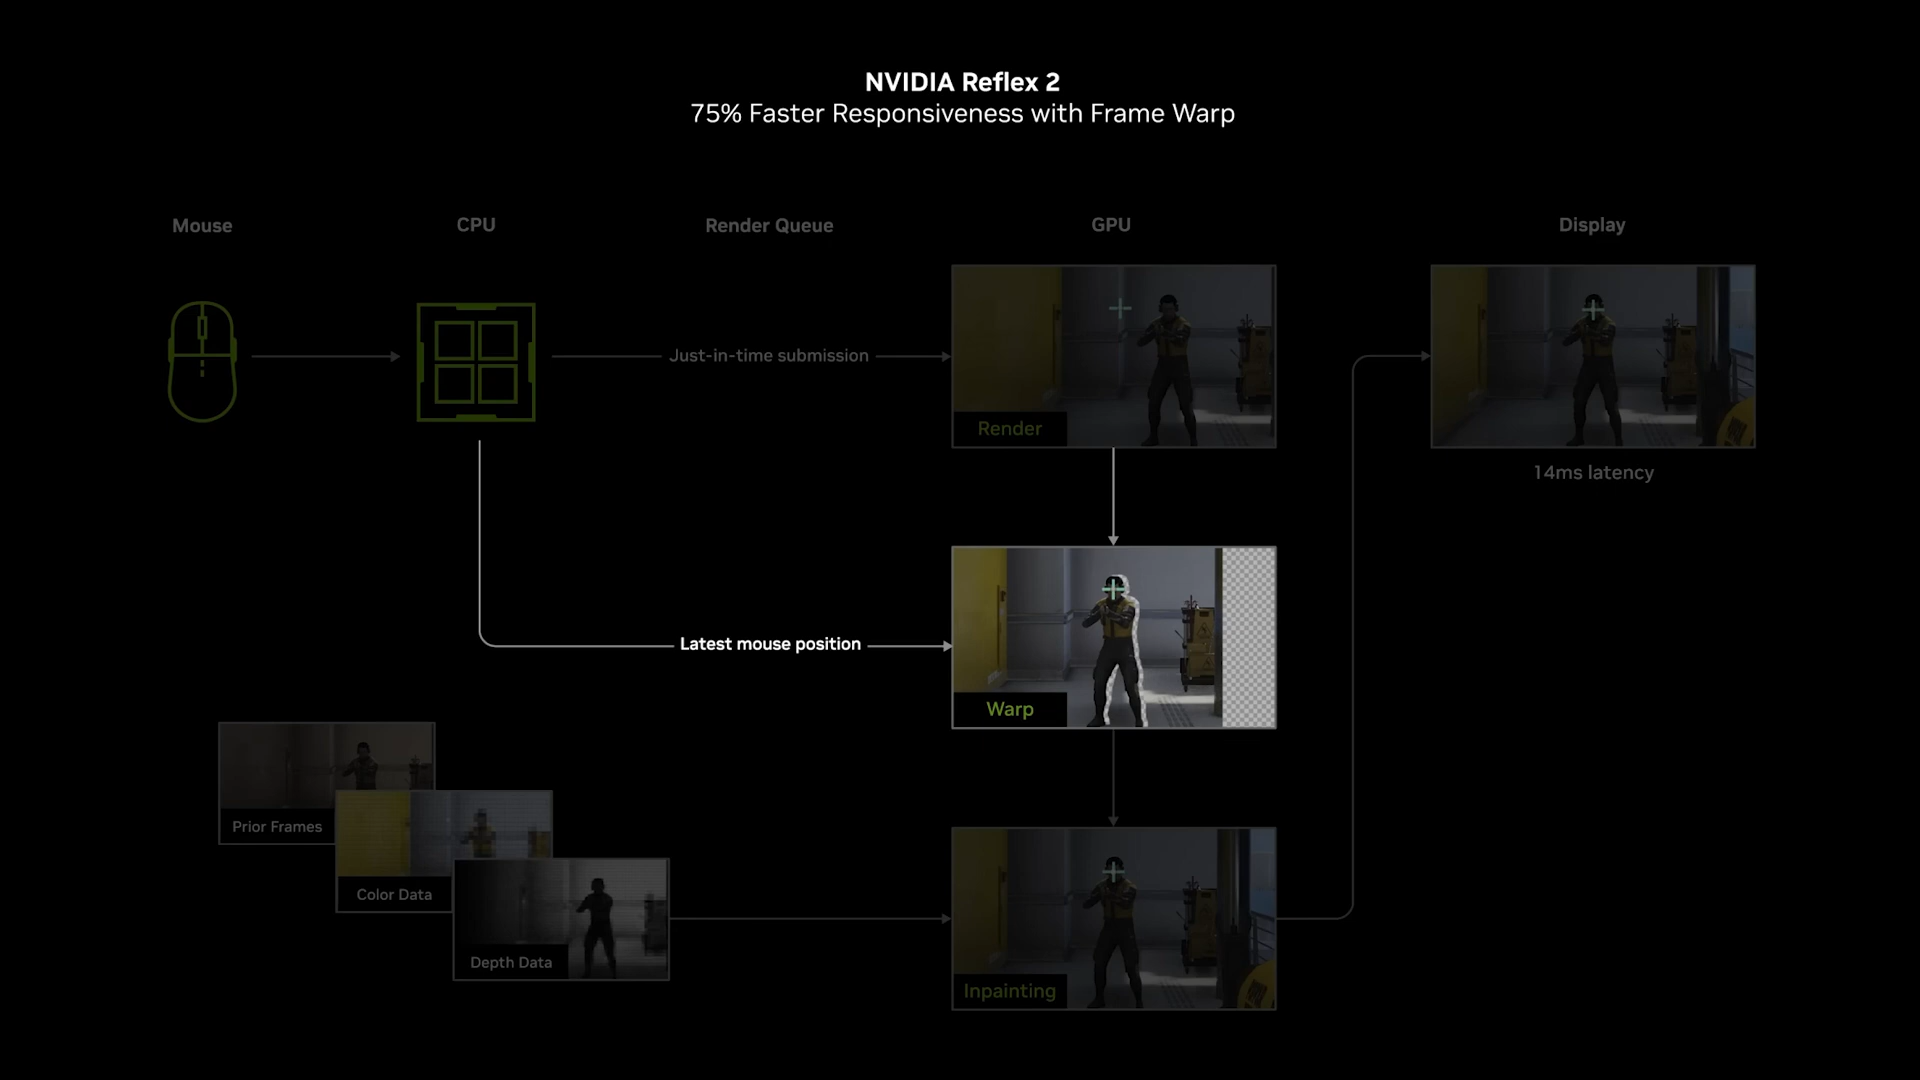 NVIDIA Reflex 2
75% Faster Responsiveness with Frame Warp
Mouse
CPU
Render Queue
GPU
Display
Just-in-time submission
Render
14ms latency
Latest mouse position
Warp
Prior Frames
Color Data
Depth Data
Inpainting